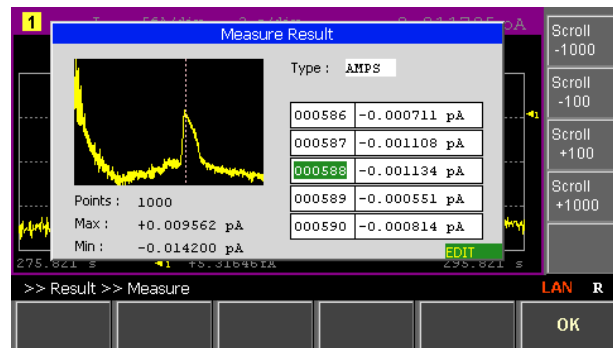 1
Measure Result
Type : AMPS
000586 -0.000711 pA
000587 -0.001108 pA
000588 -0.001134 pA
000589 -0.000551 pA
000590 -0.000814 pA
Points : 1000
Max : +0.009562 pA
Min : -0.014200 pA
EDIT
275.821 s
295.821 s
>> Result >> Measure
LAN R
Scroll
-1000
Scroll
-100
Scroll
+100
Scroll
+1000
OK